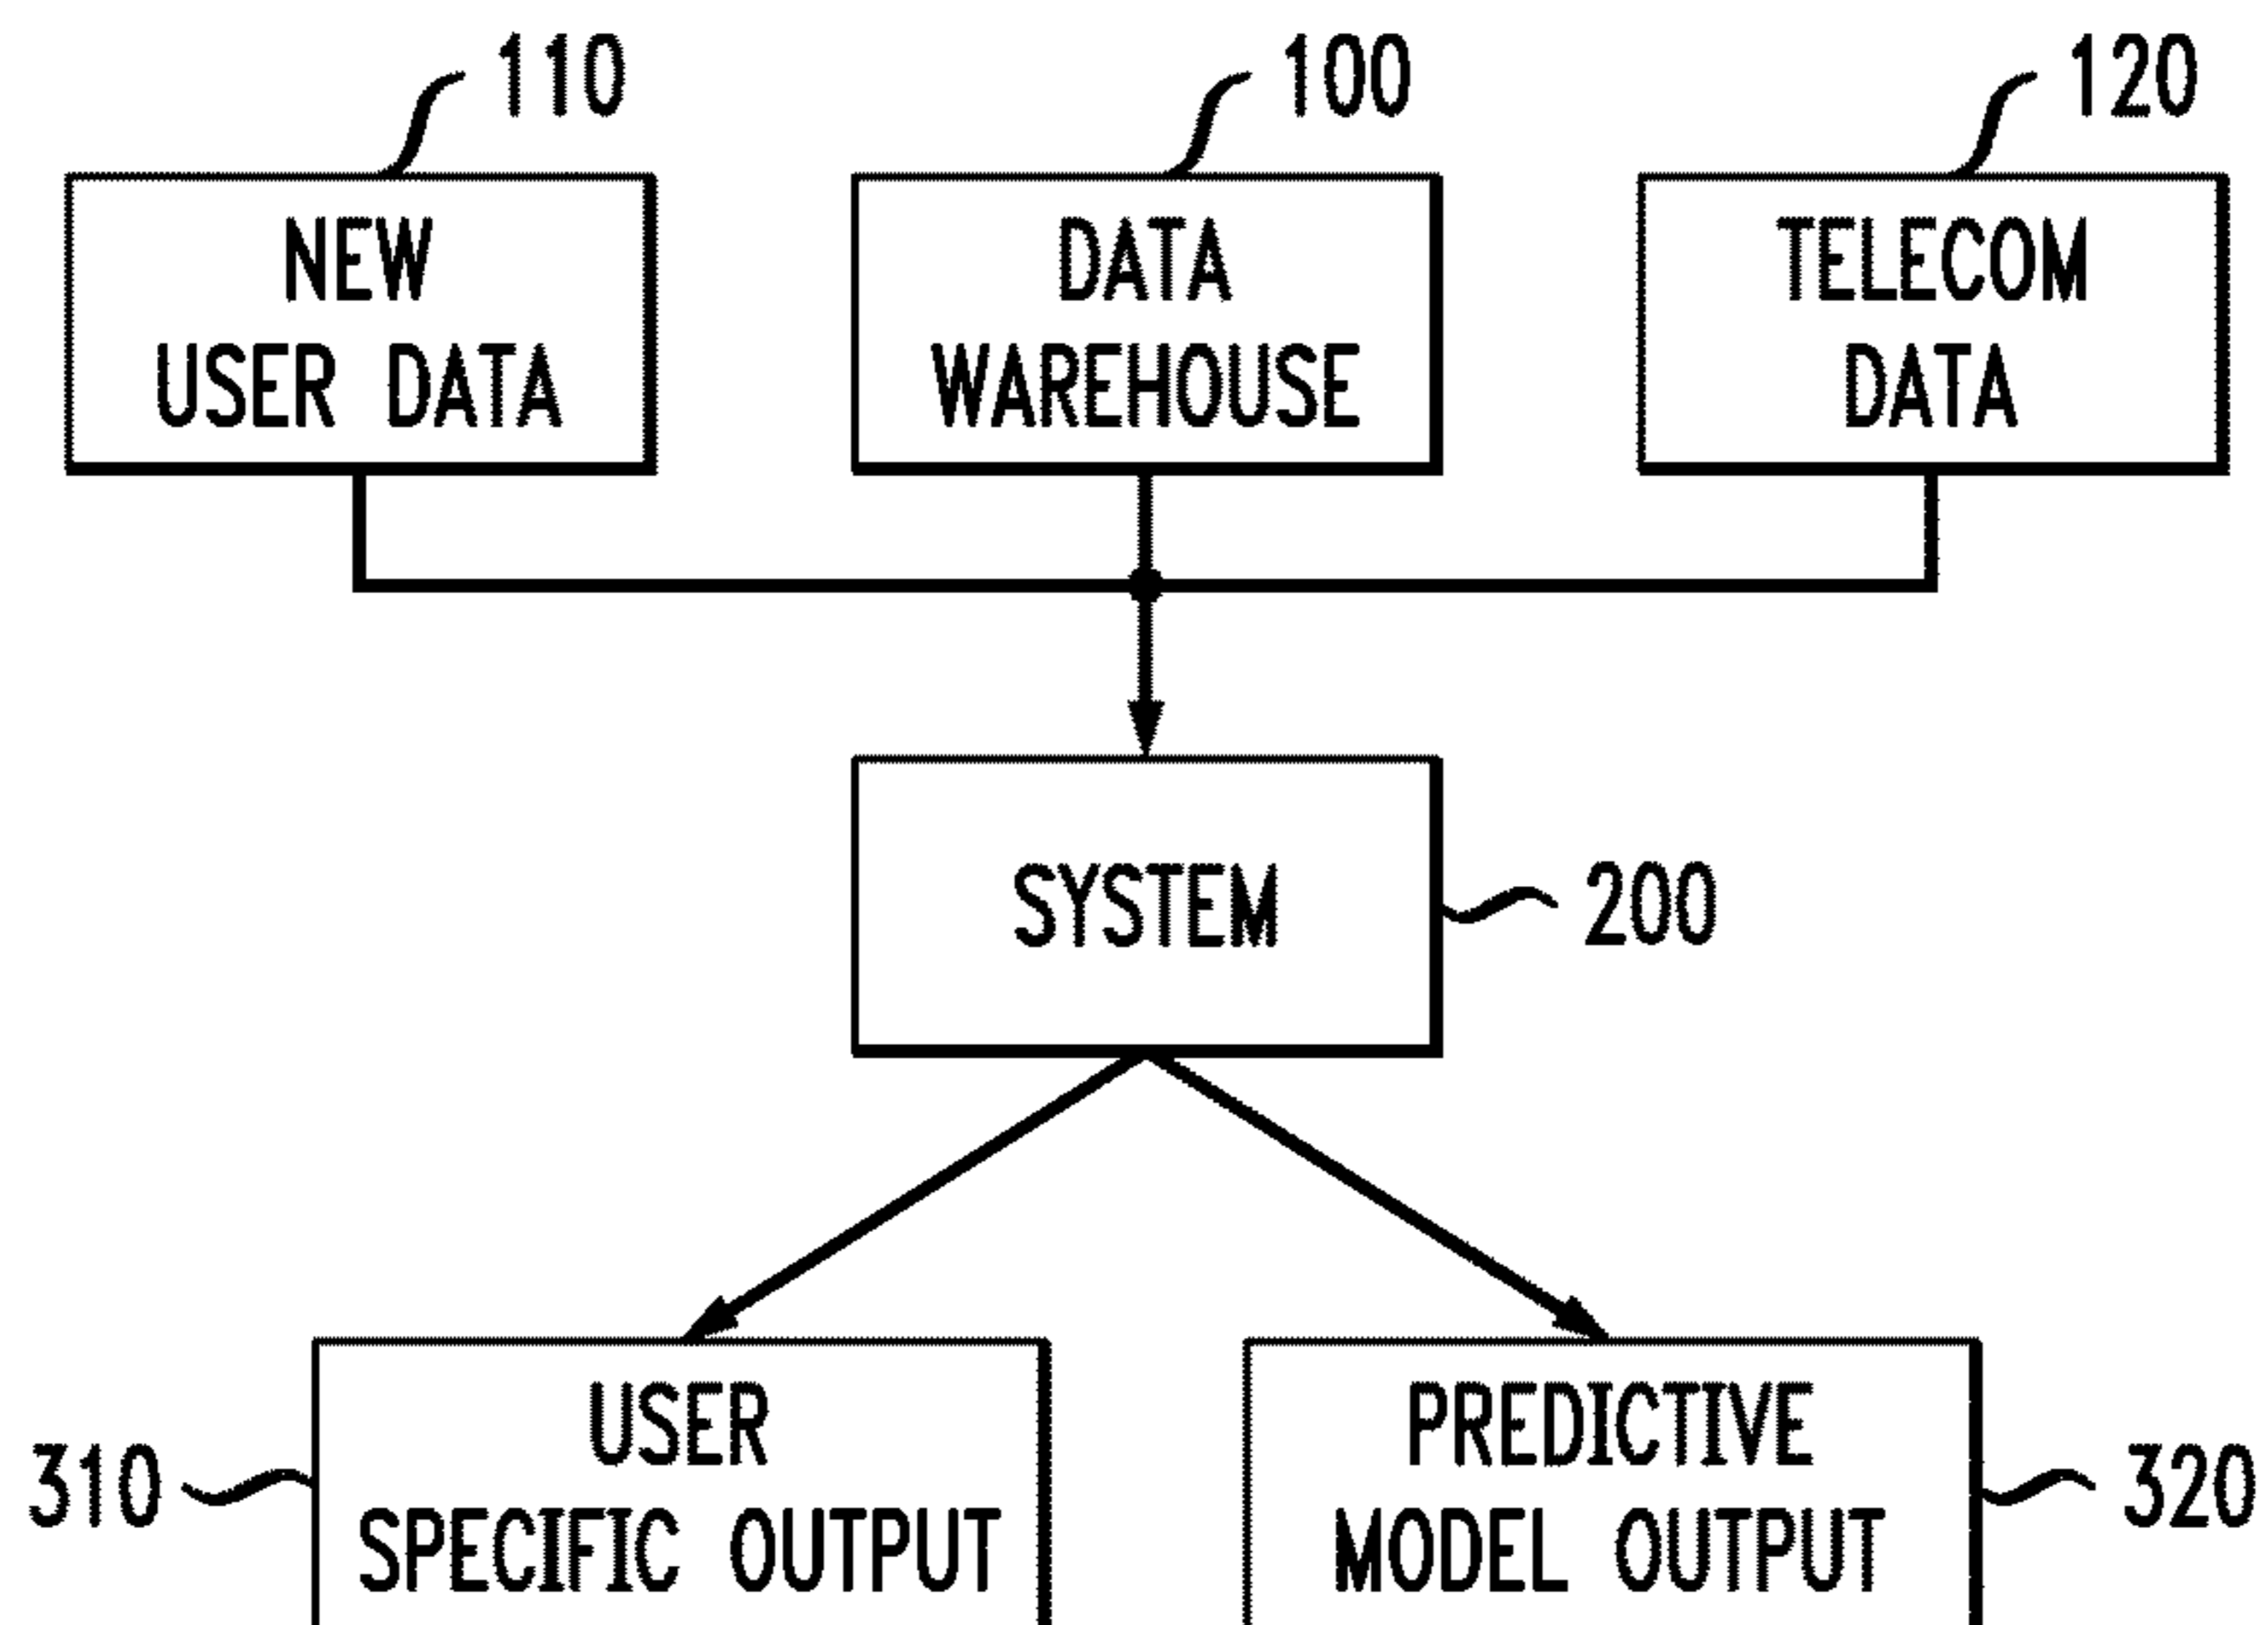 110
100
120
NEW
USER DATA
DATA
WAREHOUSE
TELECOM
DATA
SYSTEM
200
310
USER
SPECIFIC OUTPUT
PREDICTIVE
MODEL OUTPUT
320